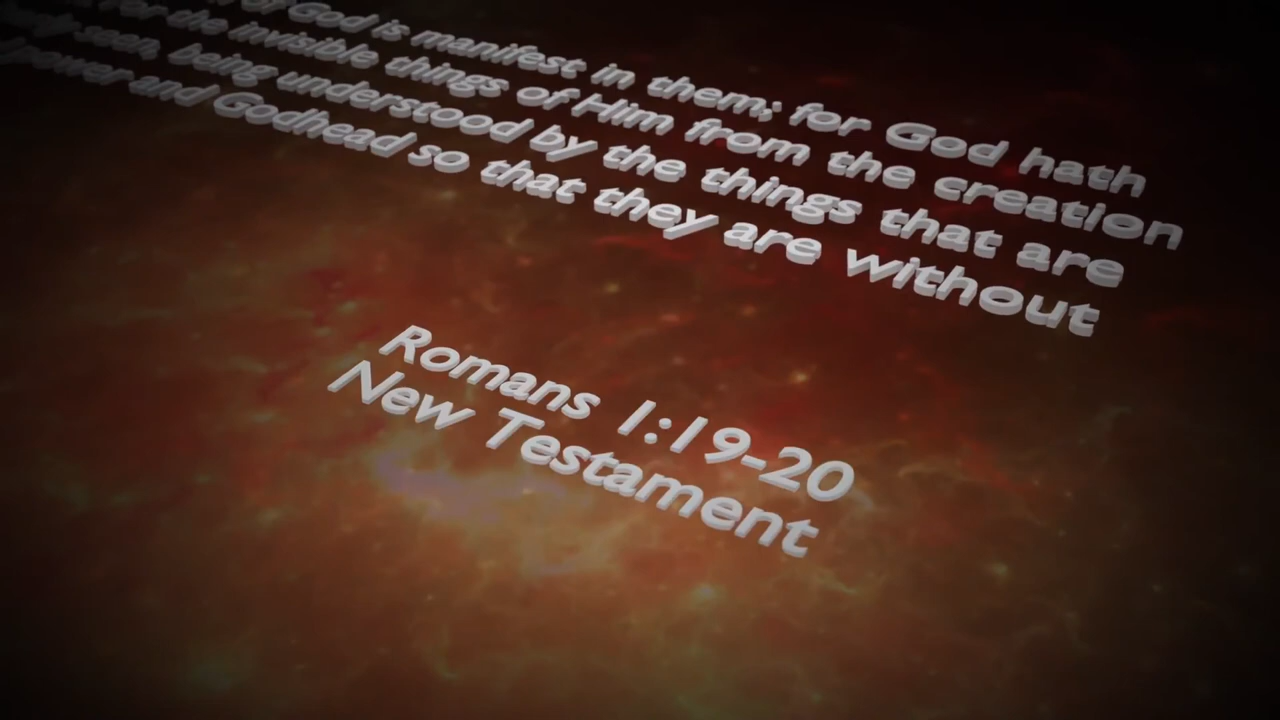 of God is manifest in them; for God hath
for the invisible things of Him from the creation
seen, being understood by the things that are
power and Godhead so that they are without
Romans 1:19-20
New Testament